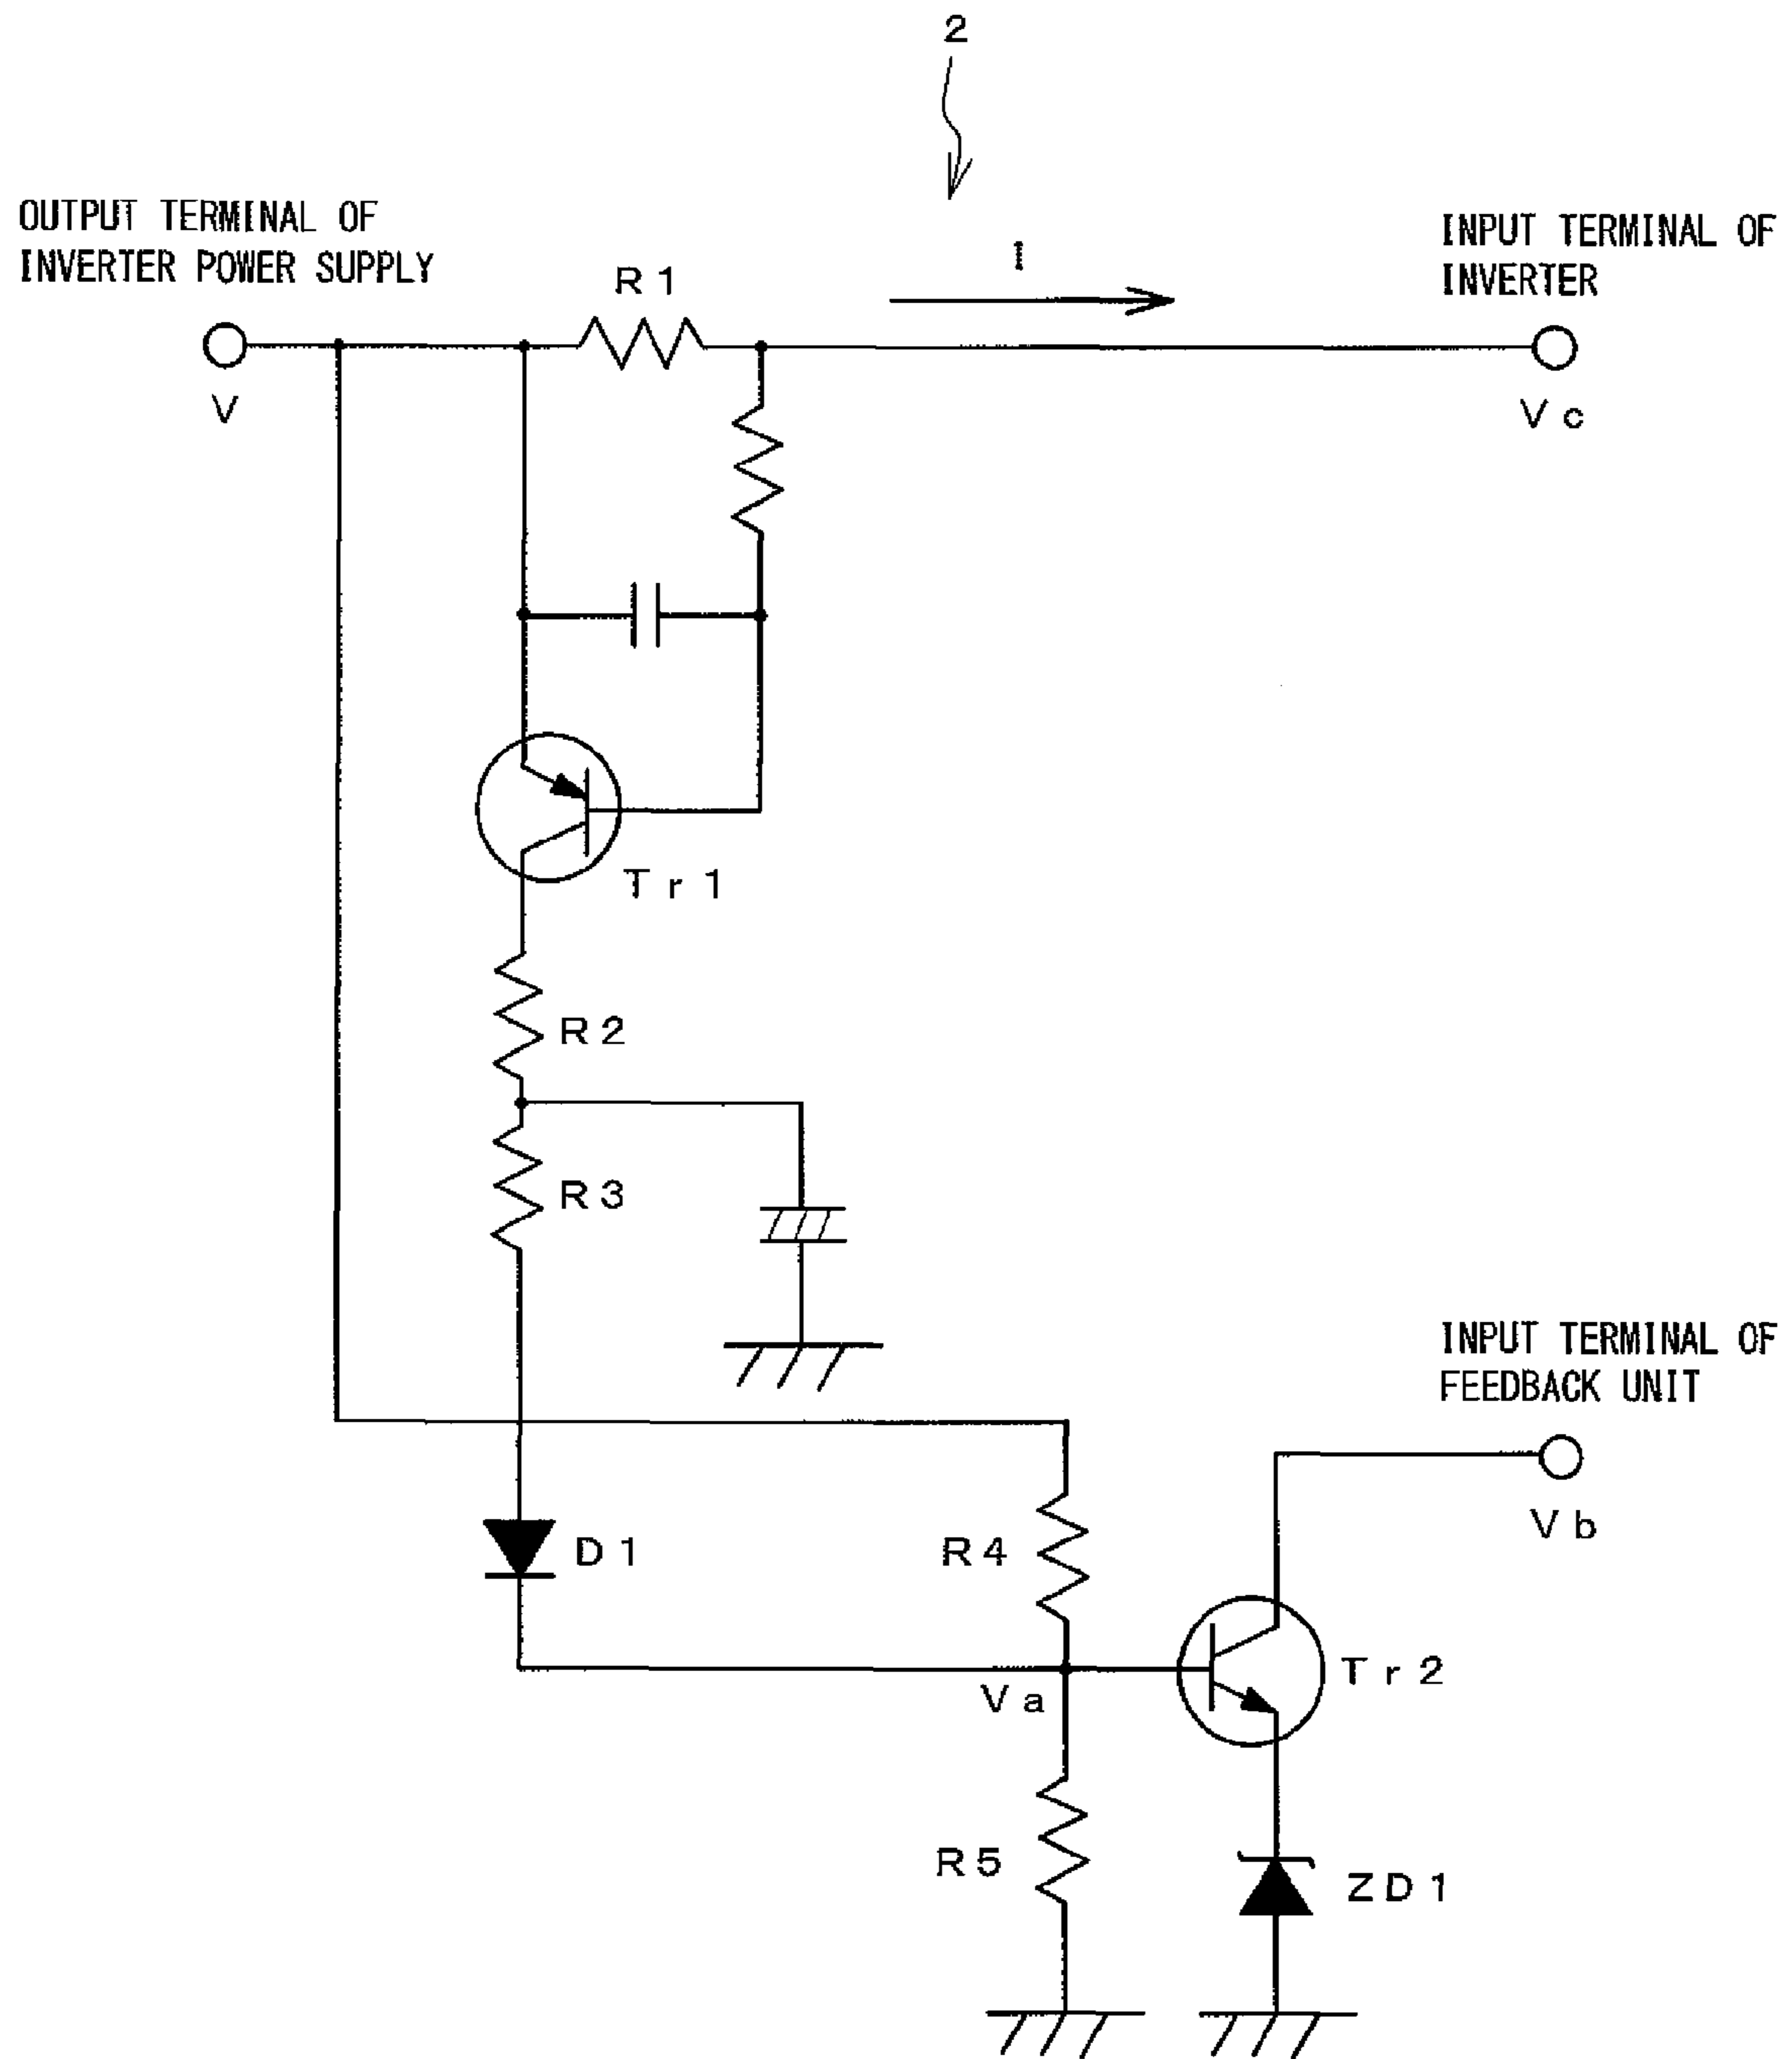 2
OUTPUT TERMINAL OF
INVERTER POWER SUPPLY
I
INPUT TERMINAL OF
INVERTER
R1
V
Vc
Tr1
R2
R3
INPUT TERMINAL OF
FEEDBACK UNIT
Vb
D1
R4
Tr2
Va
R5
ZD1